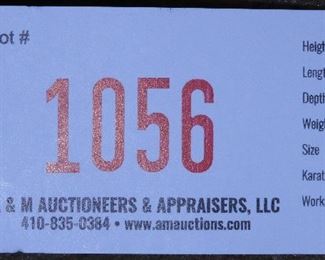 ot #
1056
& M AUCTIONEERS & APPRAISERS, LLC
410-835-0384 • www.amauctions.com
Heigh
Lengt
Depth
Weigh
Size
Karat
Work